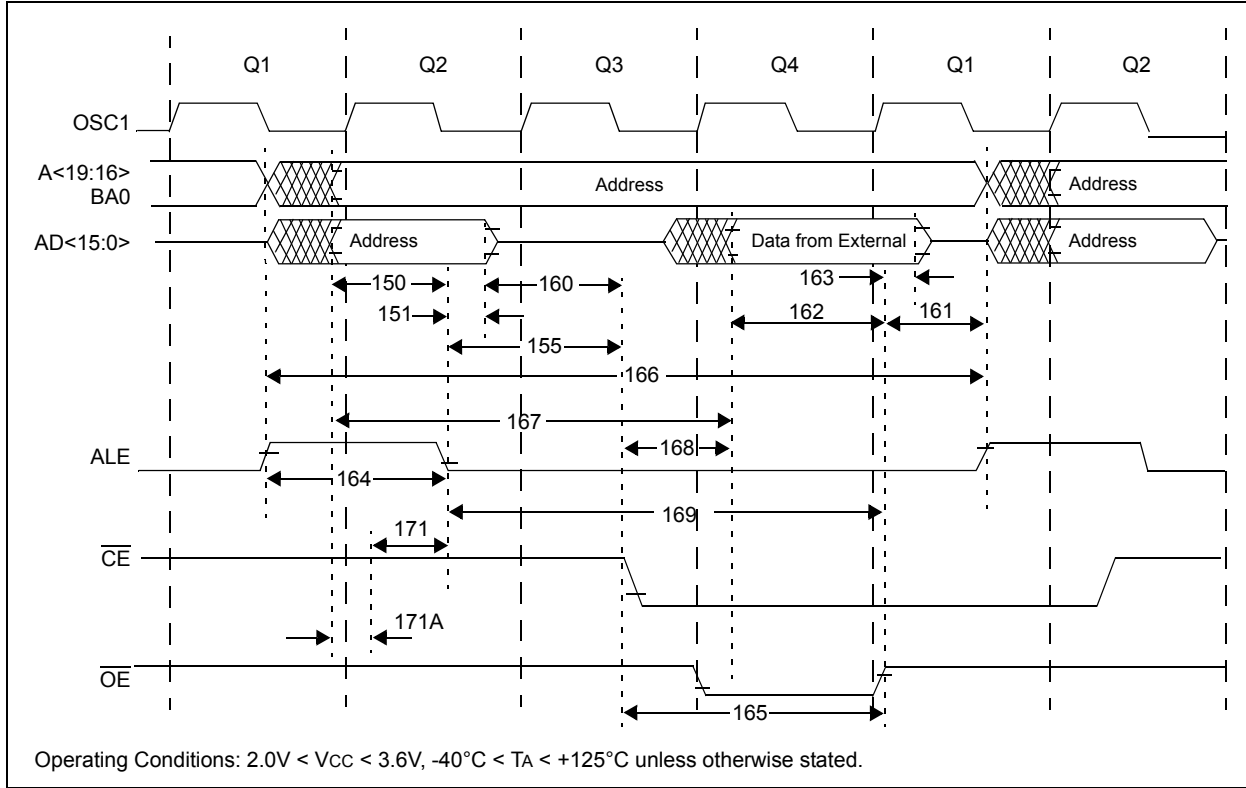 Q1 Q2 Q3 Q4 Q1 Q2
OSC1
A<19:16>
BA0
Address
Address
AD<15:0>
Address
Data from External
Address
150
160
163
151
162
161
155
166
167
168
ALE
164
169
171
CE
171A
OE
165
Operating Conditions: 2.0V < VCC < 3.6V, -40°C < TA < +125°C unless otherwise stated.